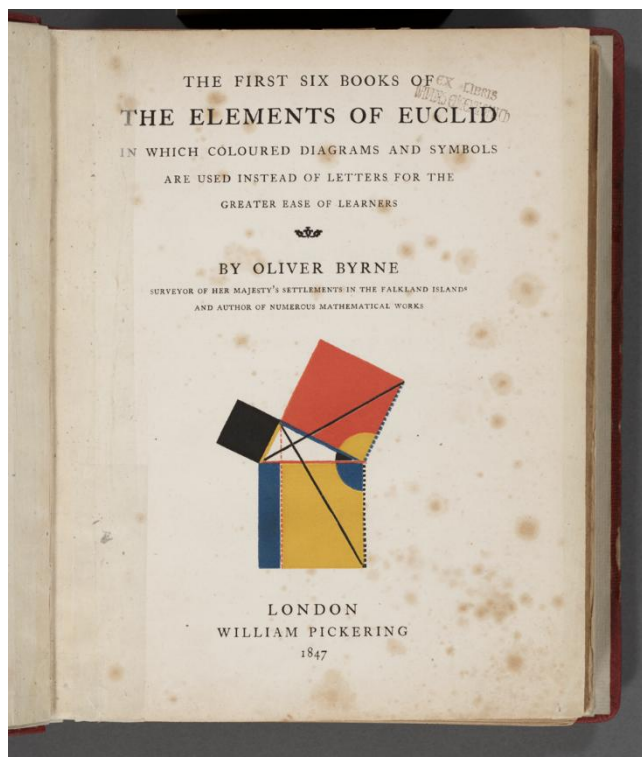 THE FIRST SIX BOOKS OF
EX LIBRIS
THE ELEMENTS OF EUCLID
IN WHICH COLOURED DIAGRAMS AND SYMBOLS
ARE USED INSTEAD OF LETTERS FOR THE
GREATER EASE OF LEARNERS
BY OLIVER BYRNE
SURVEYOR OF HER MAJESTY'S SETTLEMENTS IN THE FALKLAND ISLANDS
AND AUTHOR OF NUMEROUS MATHEMATICAL WORKS
LONDON
WILLIAM PICKERING
1847